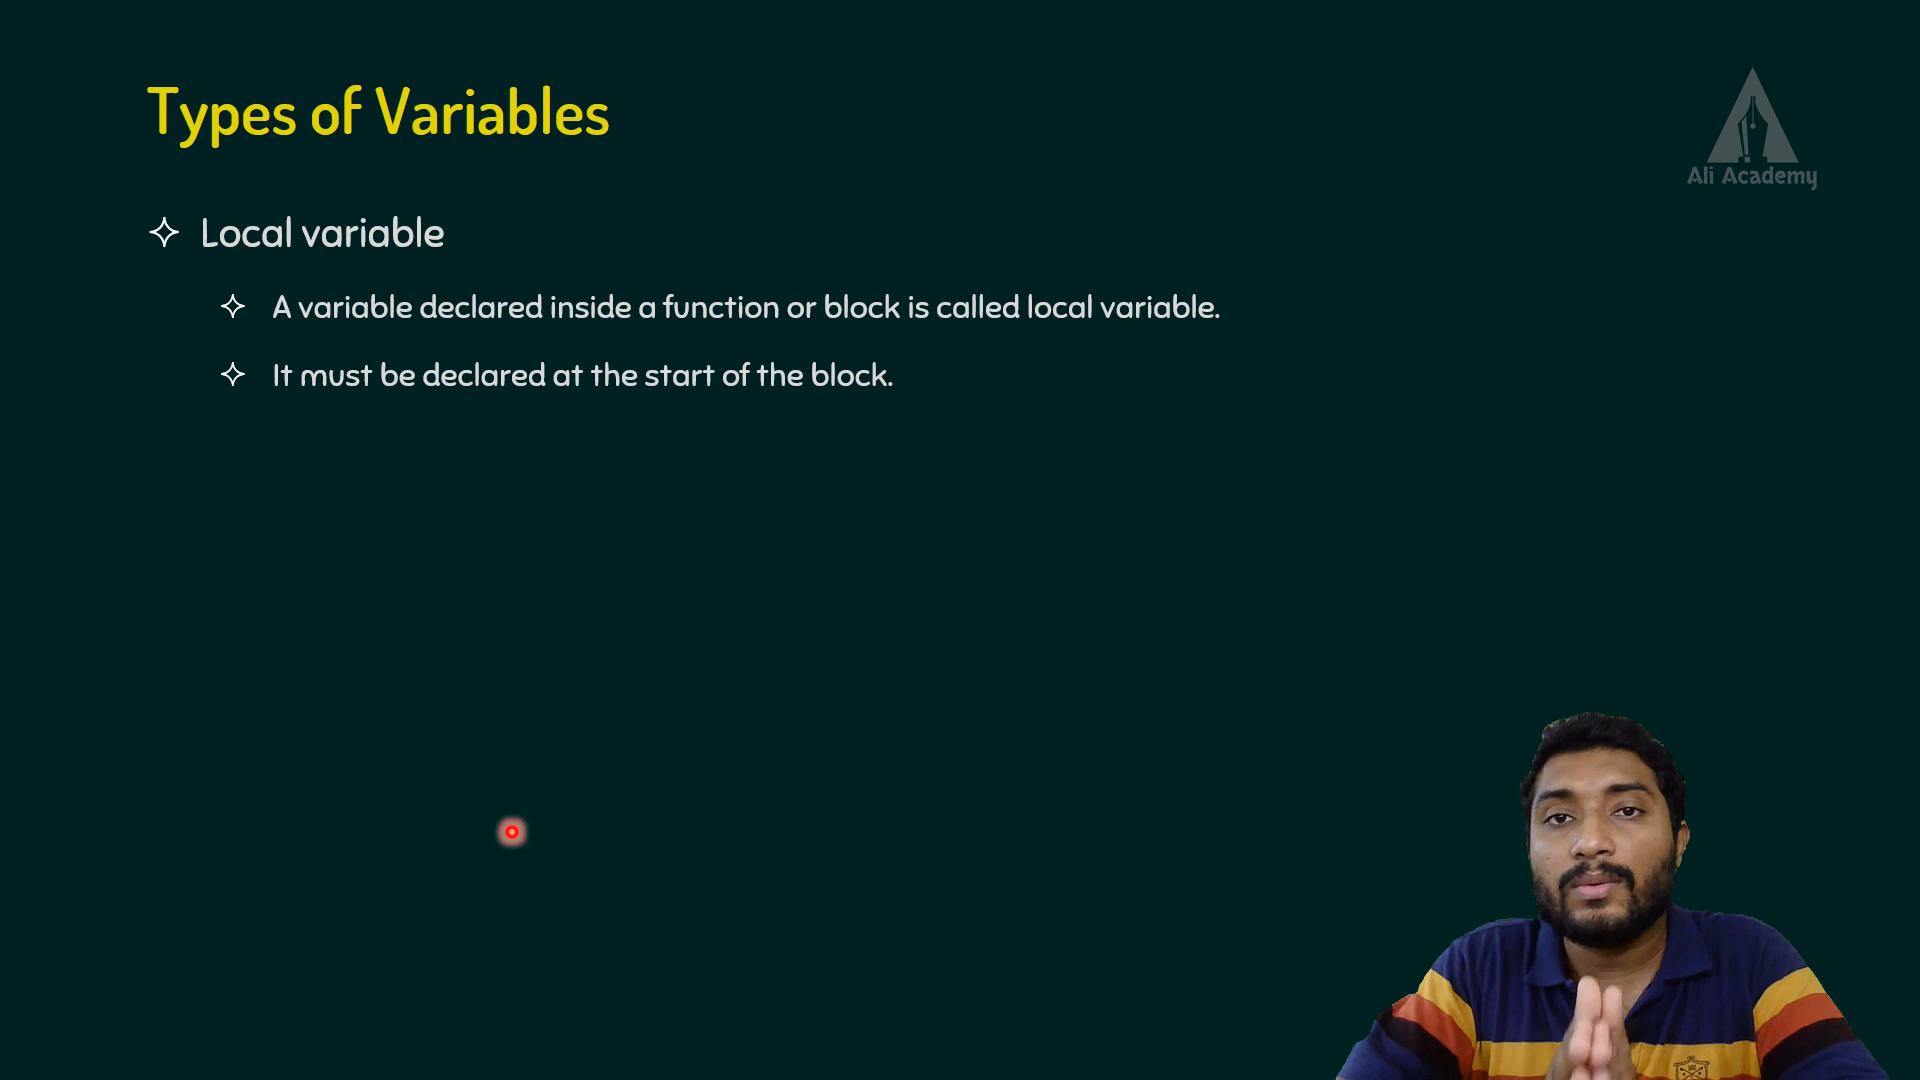 Types of Variables
Ali Academy
Local variable
A variable declared inside a function or block is called local variable.
It must be declared at the start of the block.